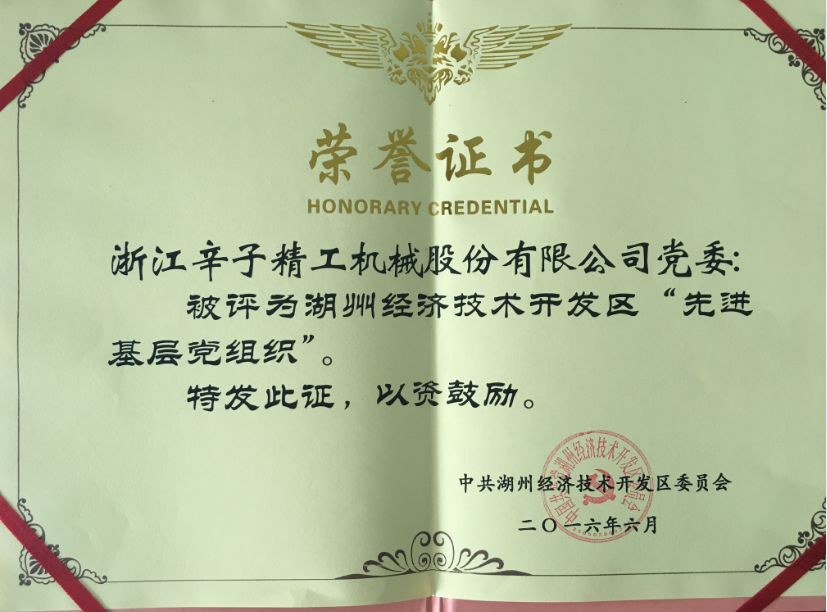 荣誉证书
HONORARY CREDENTIAL
浙江辛子精工机械股份有限公司党委:
被评为湖州经济技术开发区“先进
基层党组织”。
特发此证，以资鼓励。
中共湖州经济技术开发区委员会
二〇一六年六月